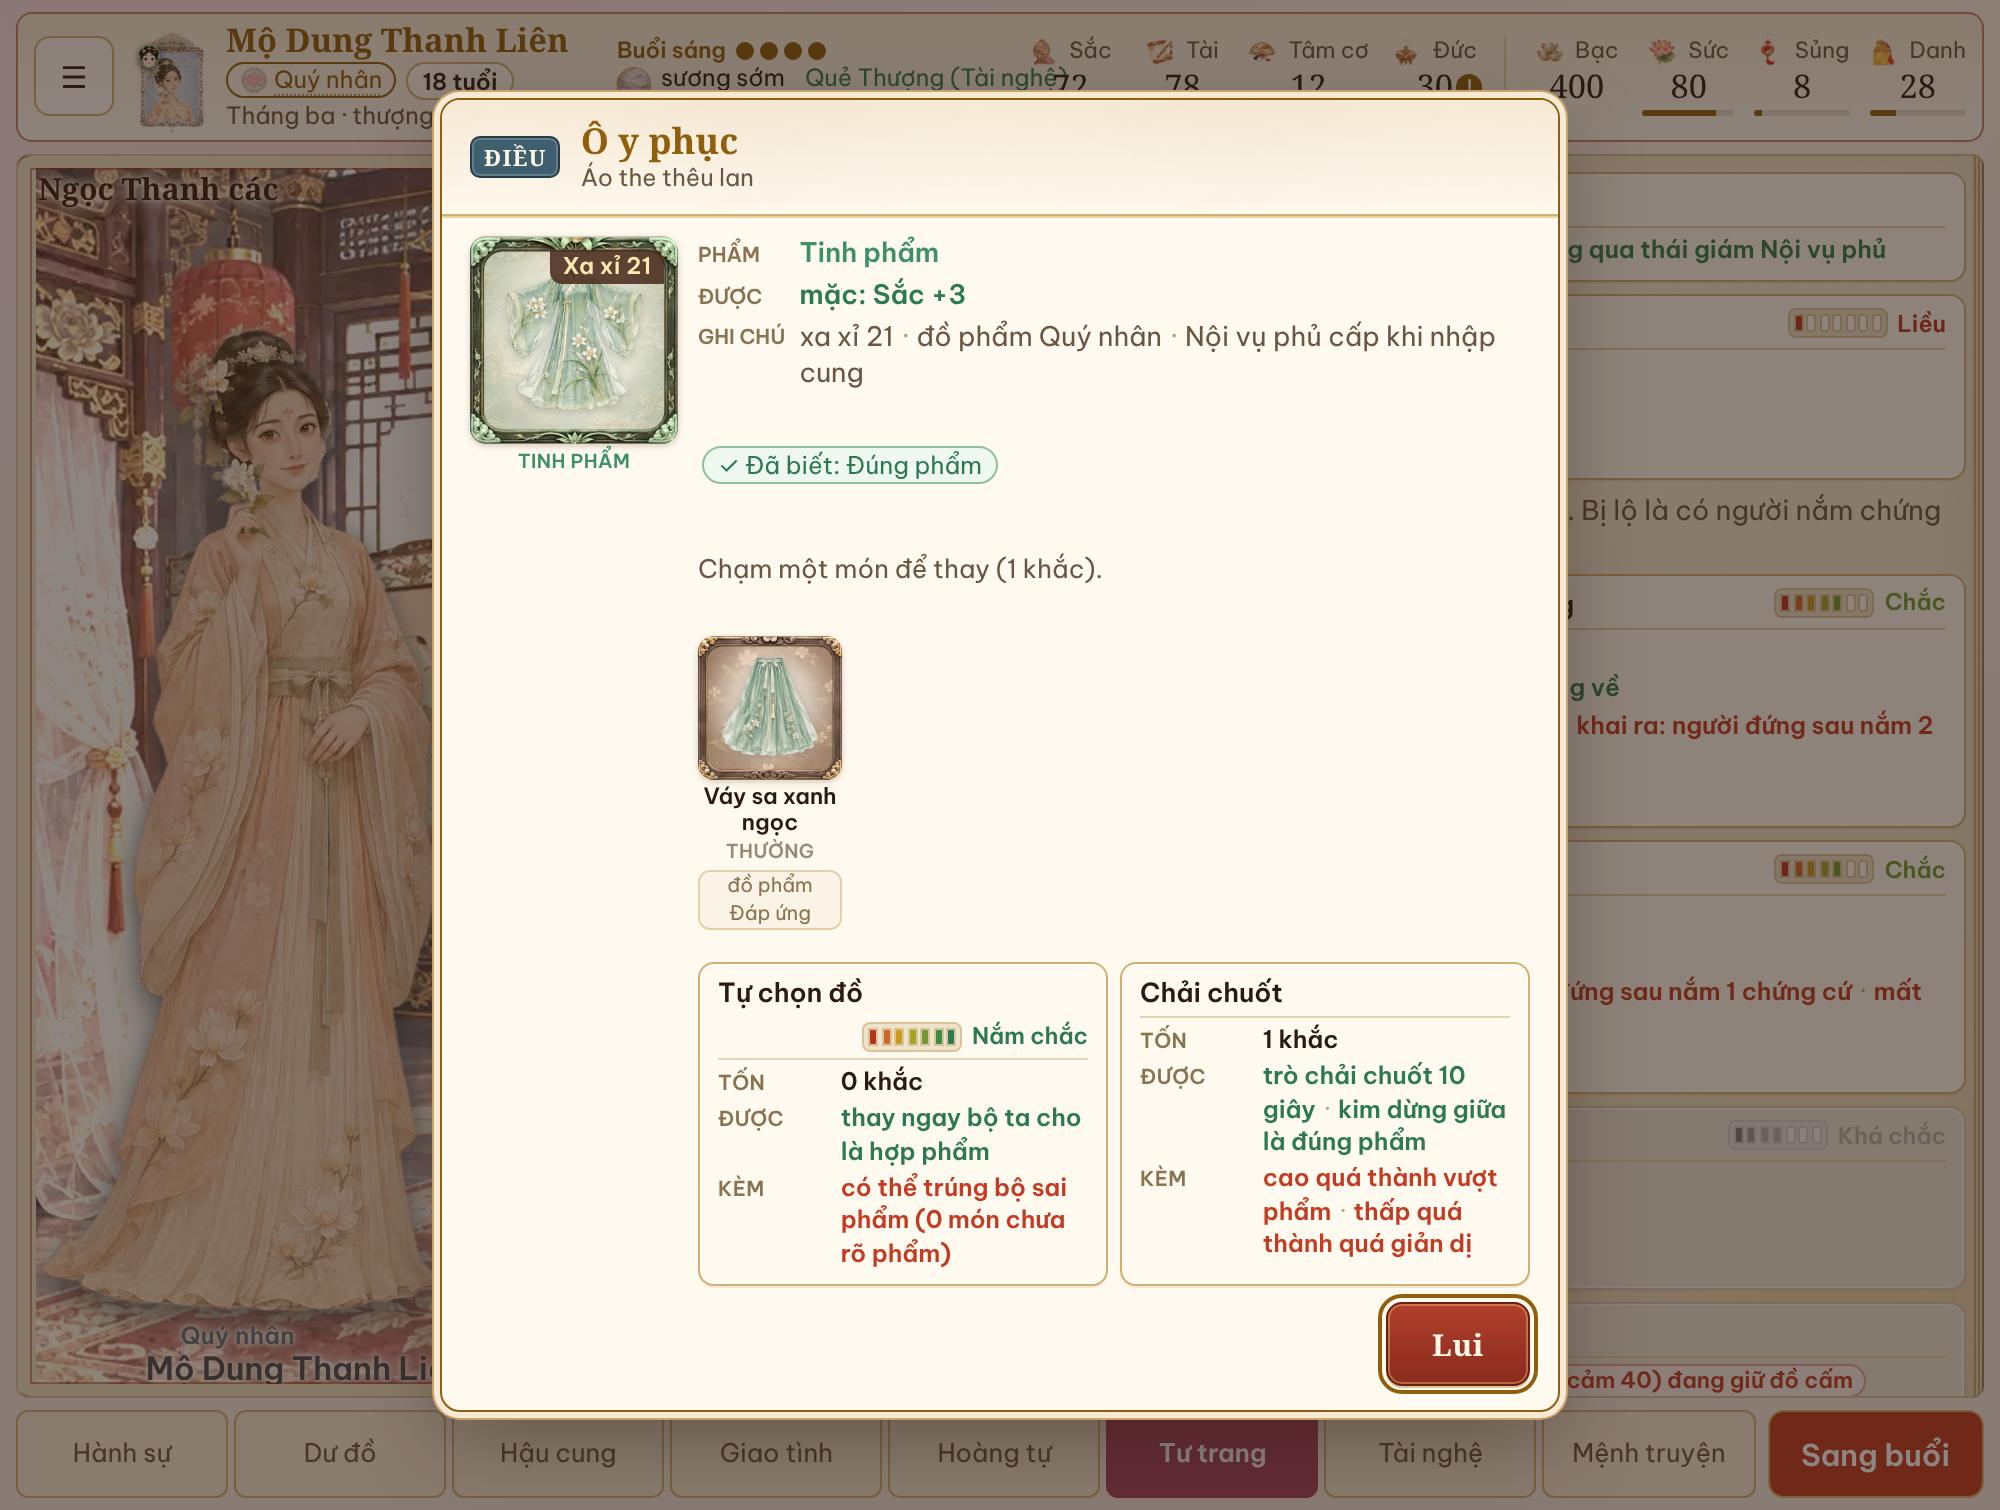 Mộ Dung Thanh Liên
Quý nhân
18 tuổi
Tháng ba · thượng
Buổi sáng
sương sớm
Quẻ Thượng (Tài nghệ)
Sắc
72
Tài
78
Tâm cơ
12
Đức
30
Bạc
400
Sức
80
Sủng
8
Danh
28
Ngọc Thanh các
Quý nhân
Mộ Dung Thanh Liê
ĐIỀU
Ô y phục
Áo the thêu lan
Xa xỉ 21
TINH PHẨM
PHẨM
Tinh phẩm
ĐƯỢC
mặc: Sắc +3
GHI CHÚ
xa xỉ 21 · đồ phẩm Quý nhân · Nội vụ phủ cấp khi nhập
cung
✓ Đã biết: Đúng phẩm
Chạm một món để thay (1 khắc).
Váy sa xanh
ngọc
THƯỜNG
đồ phẩm
Đáp ứng
Tự chọn đồ
Nắm chắc
TỐN
0 khắc
ĐƯỢC
thay ngay bộ ta cho
là hợp phẩm
KÈM
có thể trúng bộ sai
phẩm (0 món chưa
rõ phẩm)
Chải chuốt
TỐN
1 khắc
ĐƯỢC
trò chải chuốt 10
giây · kim dừng giữa
là đúng phẩm
KÈM
cao quá thành vượt
phẩm · thấp quá
thành quá giản dị
Lui
g qua thái giám Nội vụ phủ
Liều
. Bị lộ là có người nắm chứng
g
Chắc
g về
khai ra: người đứng sau nắm 2
Chắc
ứng sau nắm 1 chứng cứ · mất
Khá chắc
cảm 40) đang giữ đồ cấm
Hành sự
Dư đồ
Hậu cung
Giao tình
Hoàng tự
Tư trang
Tài nghệ
Mệnh truyện
Sang buổi